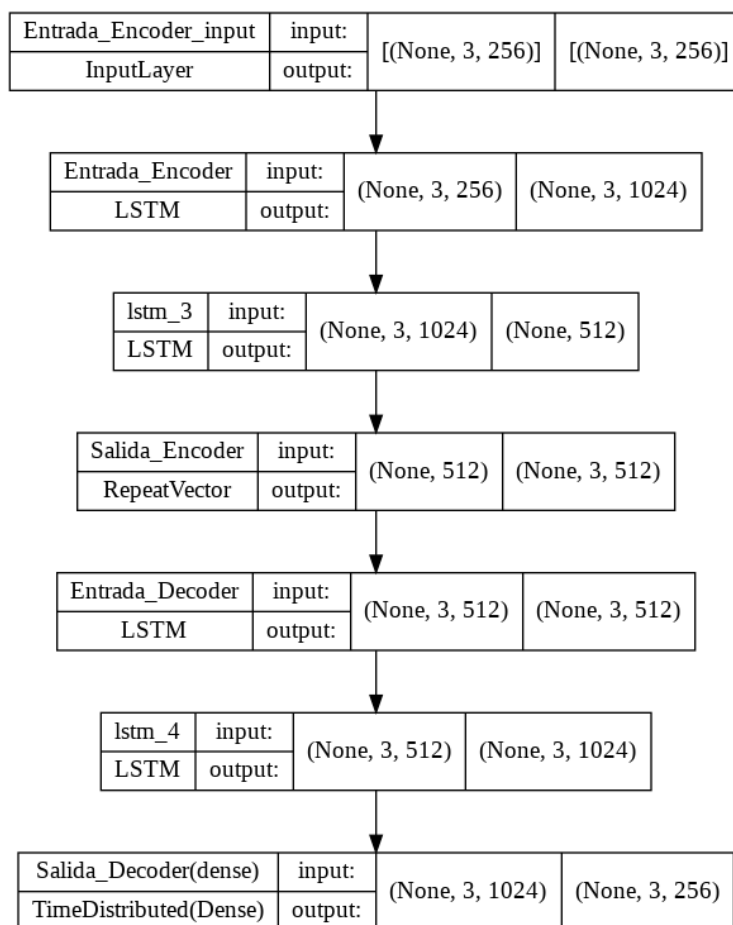 Entrada_Encoder_input input: [(None, 3, 256)] [(None, 3, 256)]
InputLayer output:
Entrada_Encoder input: (None, 3, 256) (None, 3, 1024)
LSTM output:
lstm_3 input: (None, 3, 1024) (None, 512)
LSTM output:
Salida_Encoder input: (None, 512) (None, 3, 512)
RepeatVector output:
Entrada_Decoder input: (None, 3, 512) (None, 3, 512)
LSTM output:
lstm_4 input: (None, 3, 512) (None, 3, 1024)
LSTM output:
Salida_Decoder(dense) input: (None, 3, 1024) (None, 3, 256)
TimeDistributed(Dense) output: